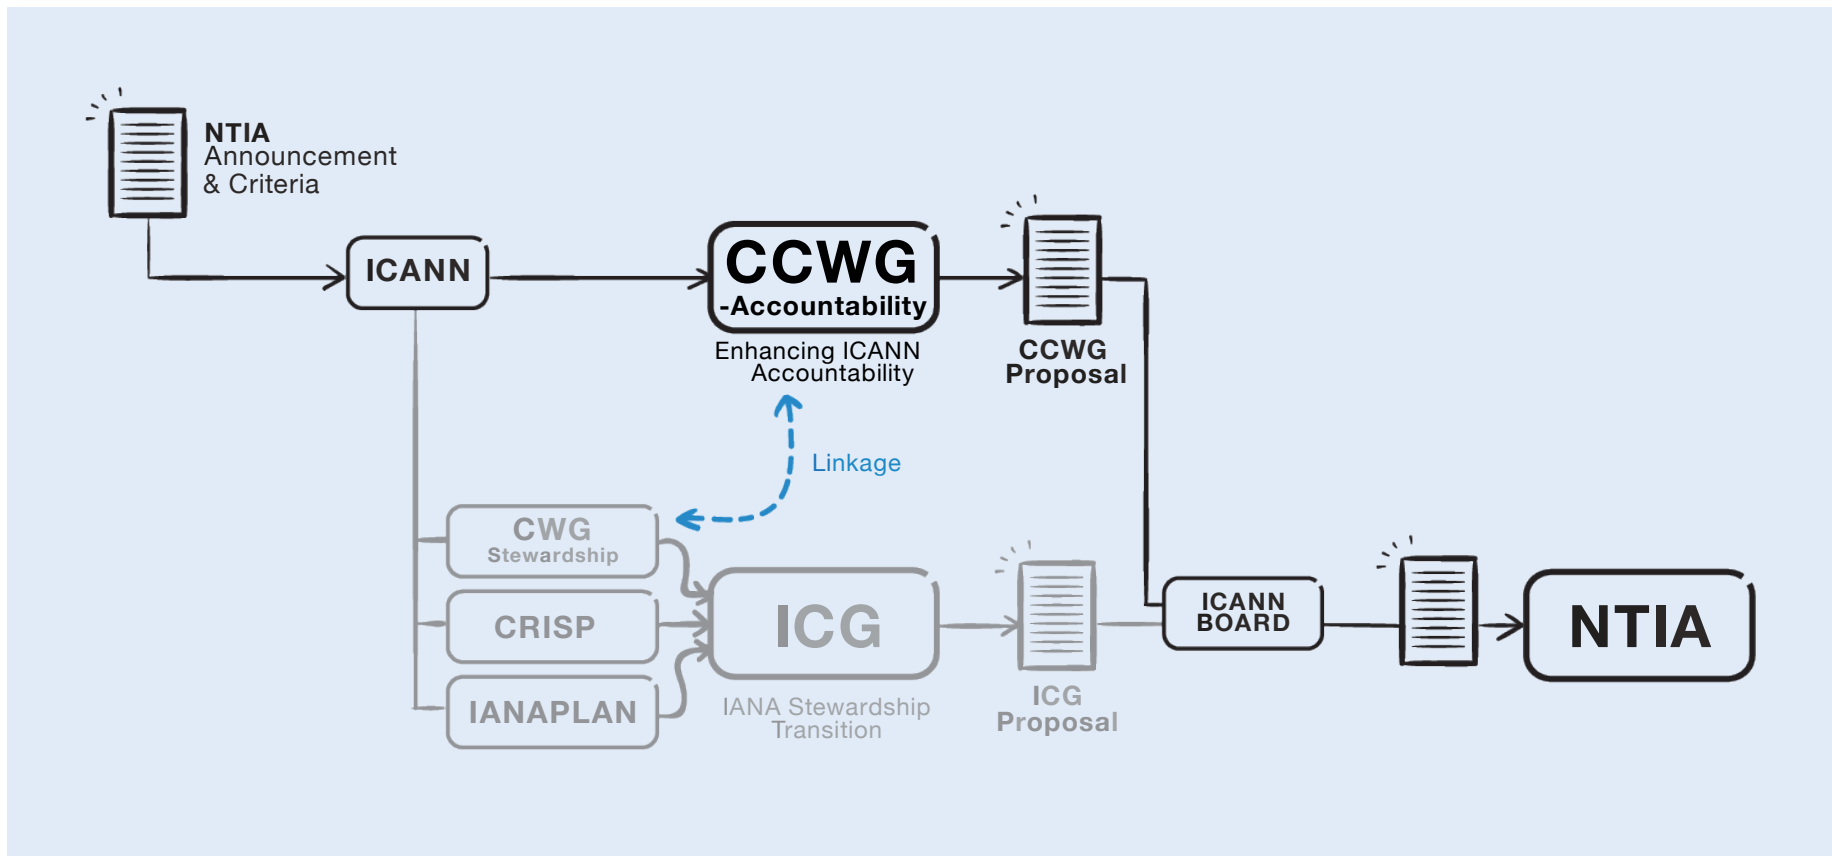 NTIA
Announcement
& Criteria
ICANN
CCWG
-Accountability
Enhancing ICANN
Accountability
CCWG
Proposal
Linkage
CWG
Stewardship
CRISP
IANAPLAN
ICG
IANA Stewardship
Transition
ICG
Proposal
ICANN
BOARD
NTIA